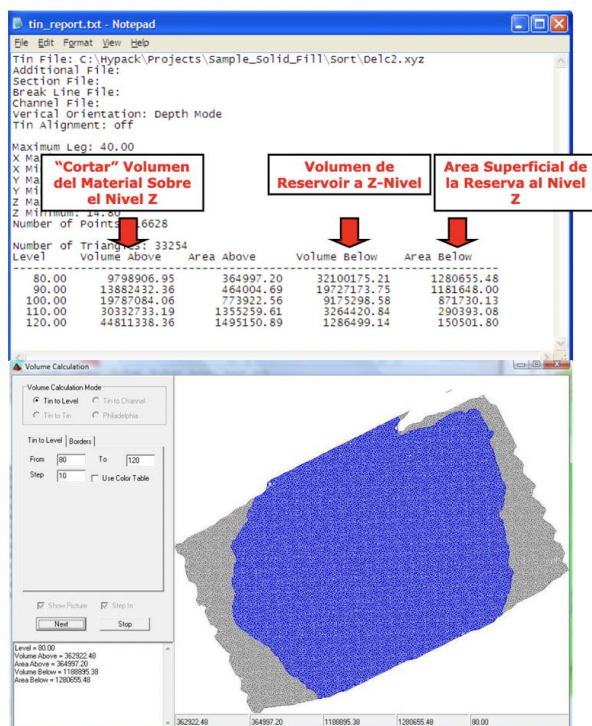 tin_report.txt - Notepad
File Edit Format View Help
Tin File: C:\Hypack\Projects\Sample_Solid_Fill\Sort\Delc2.xyz
Additional File:
Section File:
Break Line File:
Channel File:
Verical Orientation: Depth Mode
Tin Alignment: off
Maximum Leg: 40.00
X Ma
X Mi
Y Ma
Y Mi
Z Ma
Z Minimum: 14.80
Number of Points: 16628
"Cortar" Volumen
del Material Sobre
el Nivel Z
Volumen de
Reservoir a Z-Nivel
Area Superficial de
la Reserva al Nivel
Z
Number of Triangles: 33254
Level Volume Above Area Above Volume Below Area Below
80.00 9798906.95 364997.20 32100175.21 1280655.48
90.00 13882432.36 464004.69 19727173.75 1181648.00
100.00 19787084.06 773922.56 9175298.58 871730.13
110.00 30332733.19 1355259.61 3264420.84 290393.08
120.00 44811338.36 1495150.89 1286499.14 150501.80
Volume Calculation
Volume Calculation Mode
Tin to Level Tin to Channel
Tin to Tin Philadelphia
Tin to Level Borders
From 80 To 120
Step 10 Use Color Table
Show Picture Step In
Next Stop
Level = 80.00
Volume Above = 362922.48
Area Above = 364997.20
Volume Below = 1188895.38
Area Below = 1280655.48
362922.48 364997.20 1188895.38 1280655.48 80.00